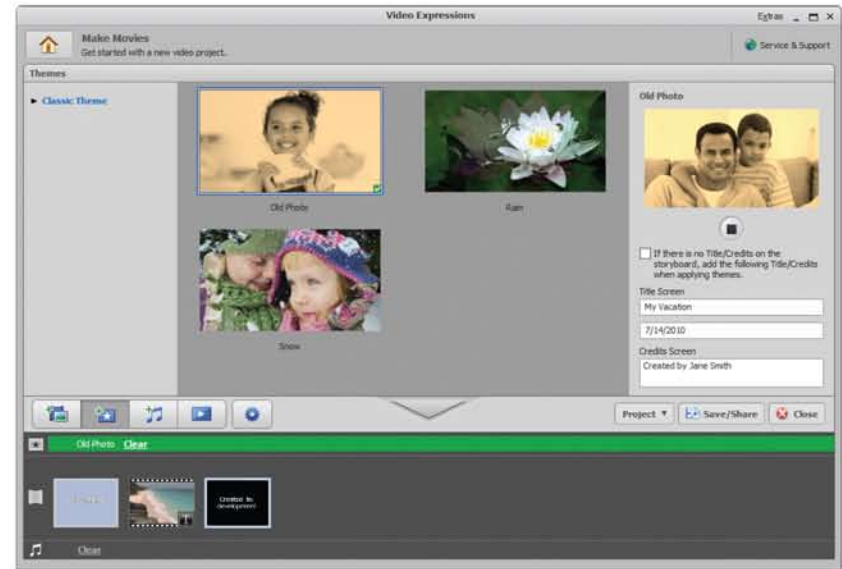 Video Expressions
Extras
Make Movies
Get started with a new video project.
Service & Support
Themes
Classic Theme
Old Photo
Rain
Snow
Old Photo
If there is no Title/Credits on the
storyboard, add the following Title/Credits
when applying themes.
Title Screen
My Vacation
7/14/2010
Credits Screen
Created by Jane Smith
Project
Save/Share
Close
Old Photo Clear
Created by
development
Clear